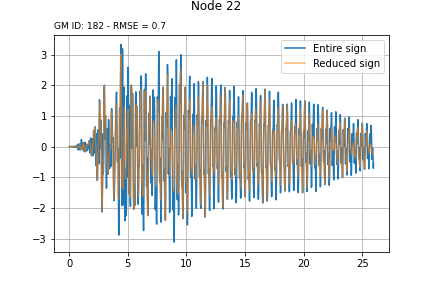 Node 22
GM ID: 182 - RMSE = 0.7
Entire sign
Reduced sign
3
2
1
0
−1
−2
−3
0 5 10 15 20 25